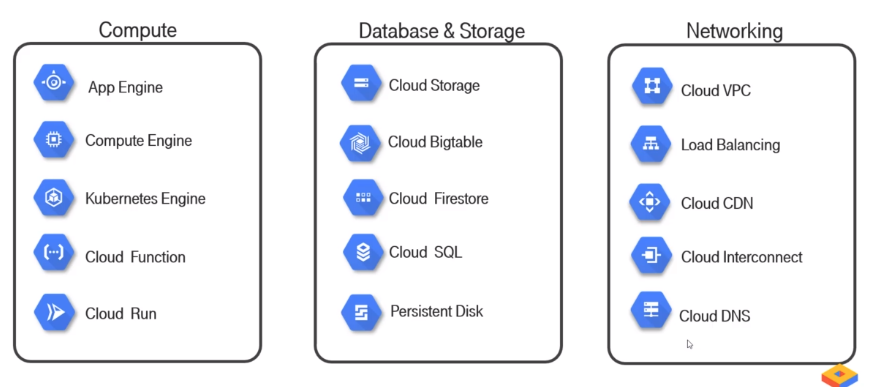 Compute
App Engine
Compute Engine
Kubernetes Engine
Cloud Function
Cloud Run
Database & Storage
Cloud Storage
Cloud Bigtable
Cloud Firestore
Cloud SQL
Persistent Disk
Networking
Cloud VPC
Load Balancing
Cloud CDN
Cloud Interconnect
Cloud DNS